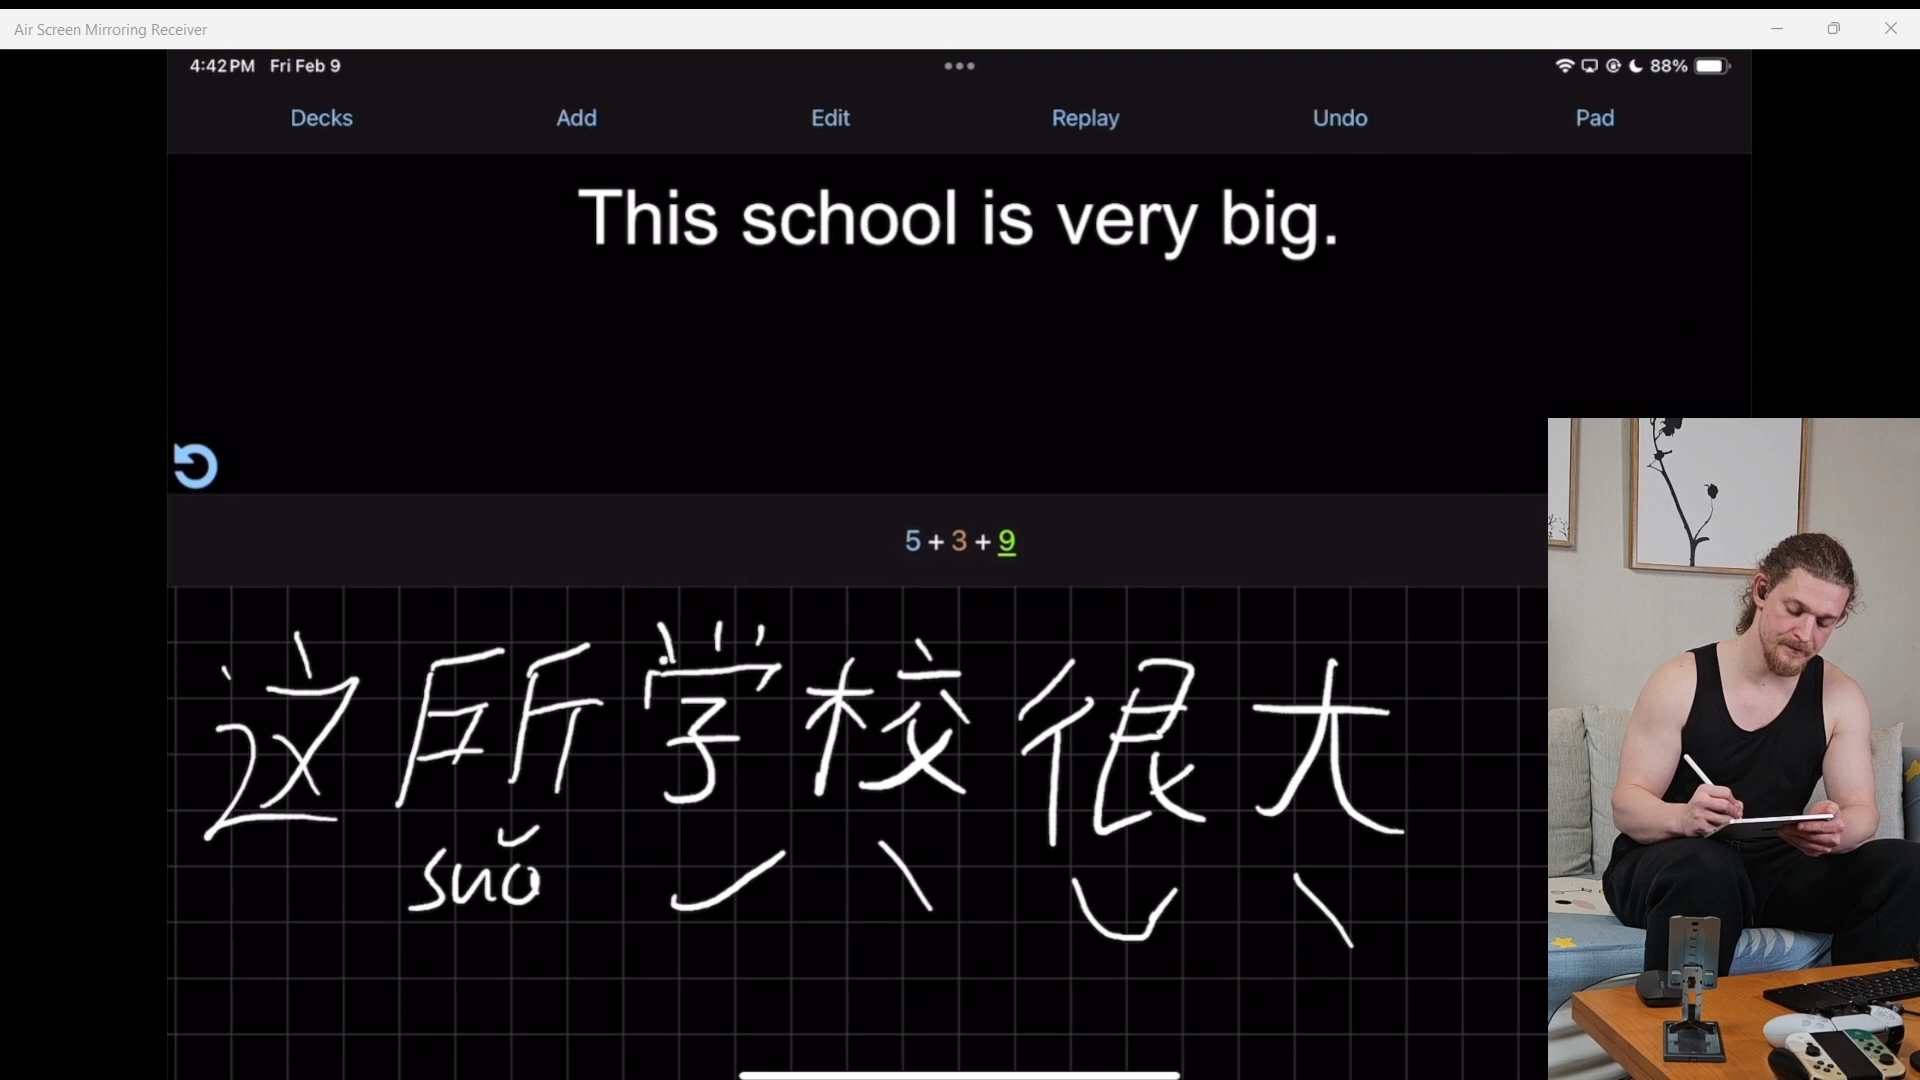 Air Screen Mirroring Receiver
4:42 PM Fri Feb 9
88%
Decks Add Edit Replay Undo Pad
This school is very big.
5 + 3 + 9
这所学校很大
suǒ